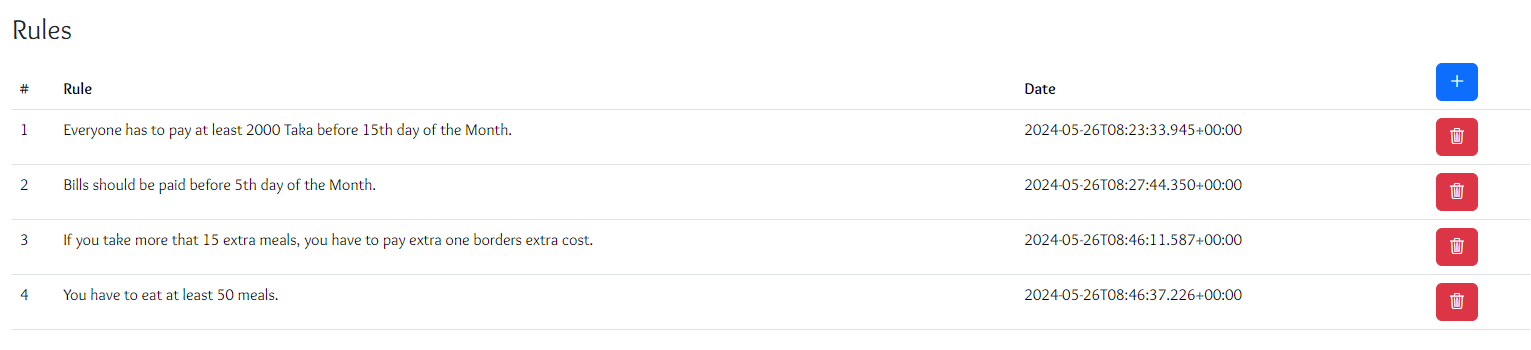 Rules
# Rule Date
1 Everyone has to pay at least 2000 Taka before 15th day of the Month. 2024-05-26T08:23:33.945+00:00
2 Bills should be paid before 5th day of the Month. 2024-05-26T08:27:44.350+00:00
3 If you take more that 15 extra meals, you have to pay extra one borders extra cost. 2024-05-26T08:46:11.587+00:00
4 You have to eat at least 50 meals. 2024-05-26T08:46:37.226+00:00